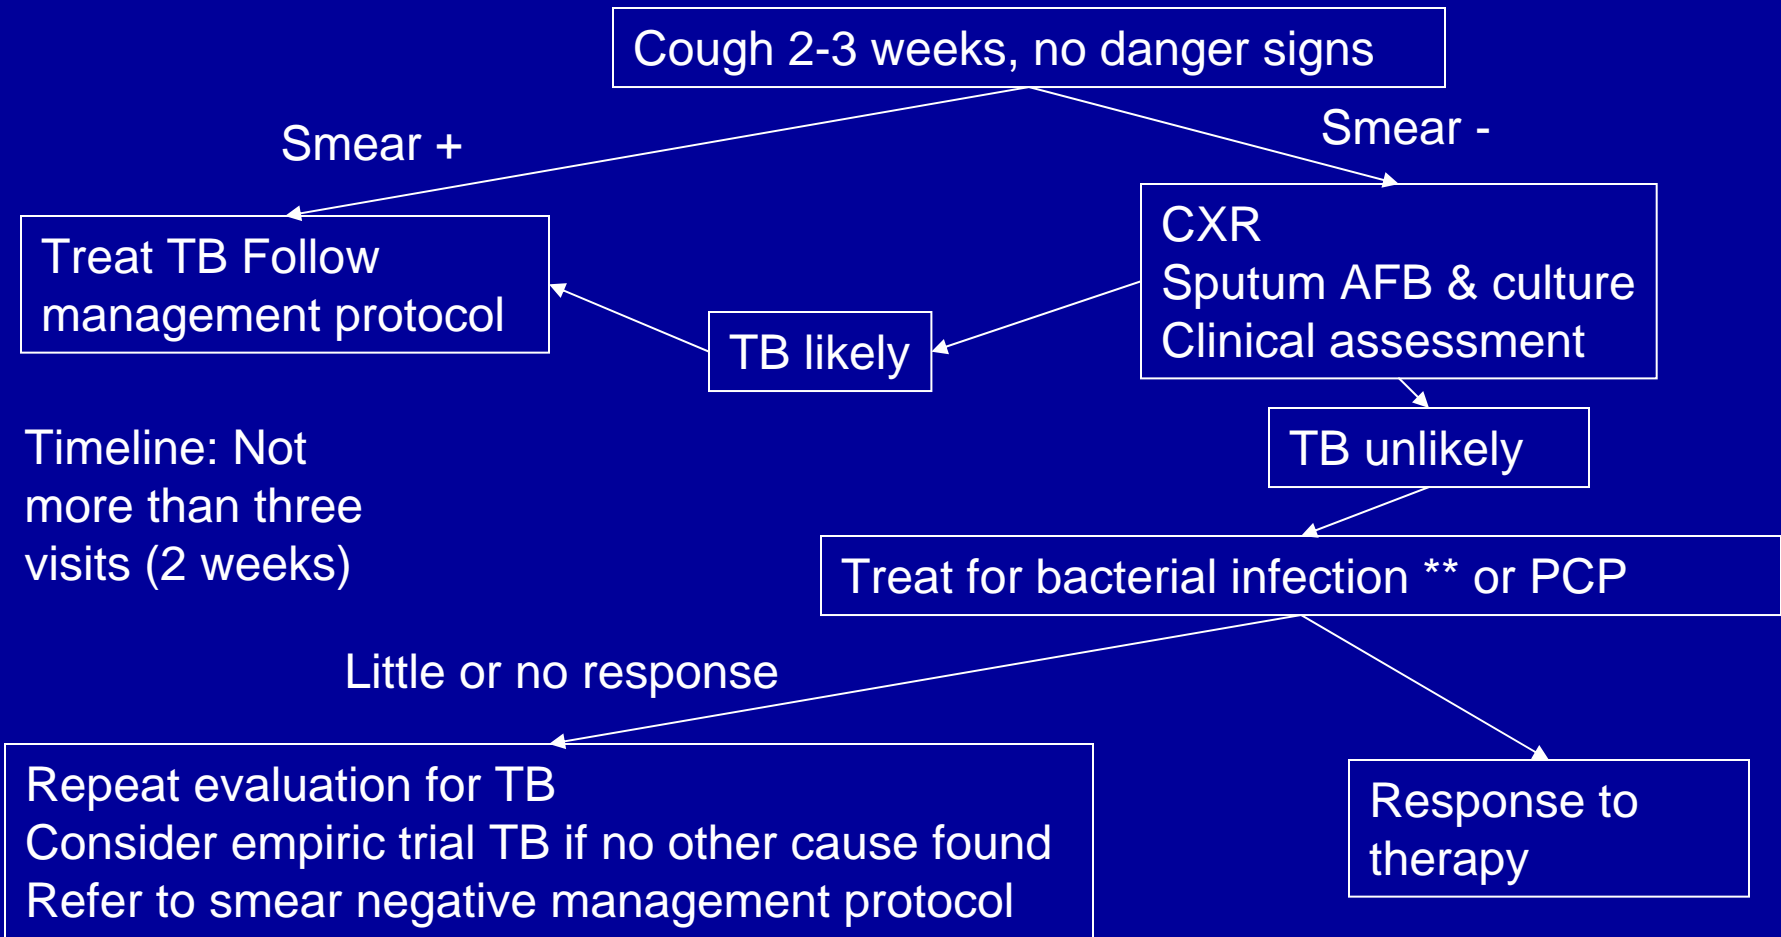 Cough 2-3 weeks, no danger signs
Smear +
Smear -
Treat TB Follow
management protocol
CXR
Sputum AFB & culture
Clinical assessment
TB likely
TB unlikely
Timeline: Not
more than three
visits (2 weeks)
Treat for bacterial infection ** or PCP
Little or no response
Repeat evaluation for TB
Consider empiric trial TB if no other cause found
Refer to smear negative management protocol
Response to
therapy